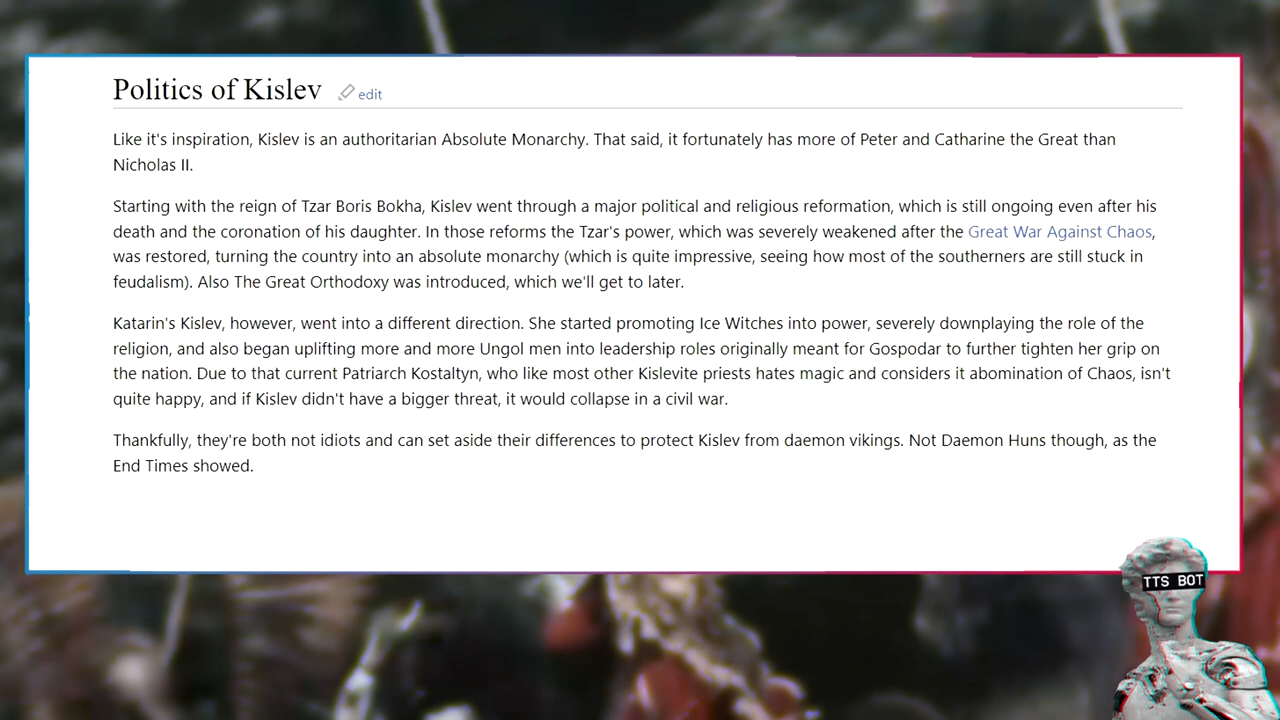 Politics of Kislev edit
Like it's inspiration, Kislev is an authoritarian Absolute Monarchy. That said, it fortunately has more of Peter and Catharine the Great than
Nicholas II.
Starting with the reign of Tzar Boris Bokha, Kislev went through a major political and religious reformation, which is still ongoing even after his
death and the coronation of his daughter. In those reforms the Tzar's power, which was severely weakened after the Great War Against Chaos,
was restored, turning the country into an absolute monarchy (which is quite impressive, seeing how most of the southerners are still stuck in
feudalism). Also The Great Orthodoxy was introduced, which we'll get to later.
Katarin's Kislev, however, went into a different direction. She started promoting Ice Witches into power, severely downplaying the role of the
religion, and also began uplifting more and more Ungol men into leadership roles originally meant for Gospodar to further tighten her grip on
the nation. Due to that current Patriarch Kostaltyn, who like most other Kislevite priests hates magic and considers it abomination of Chaos, isn't
quite happy, and if Kislev didn't have a bigger threat, it would collapse in a civil war.
Thankfully, they're both not idiots and can set aside their differences to protect Kislev from daemon vikings. Not Daemon Huns though, as the
End Times showed.
TTS BOT